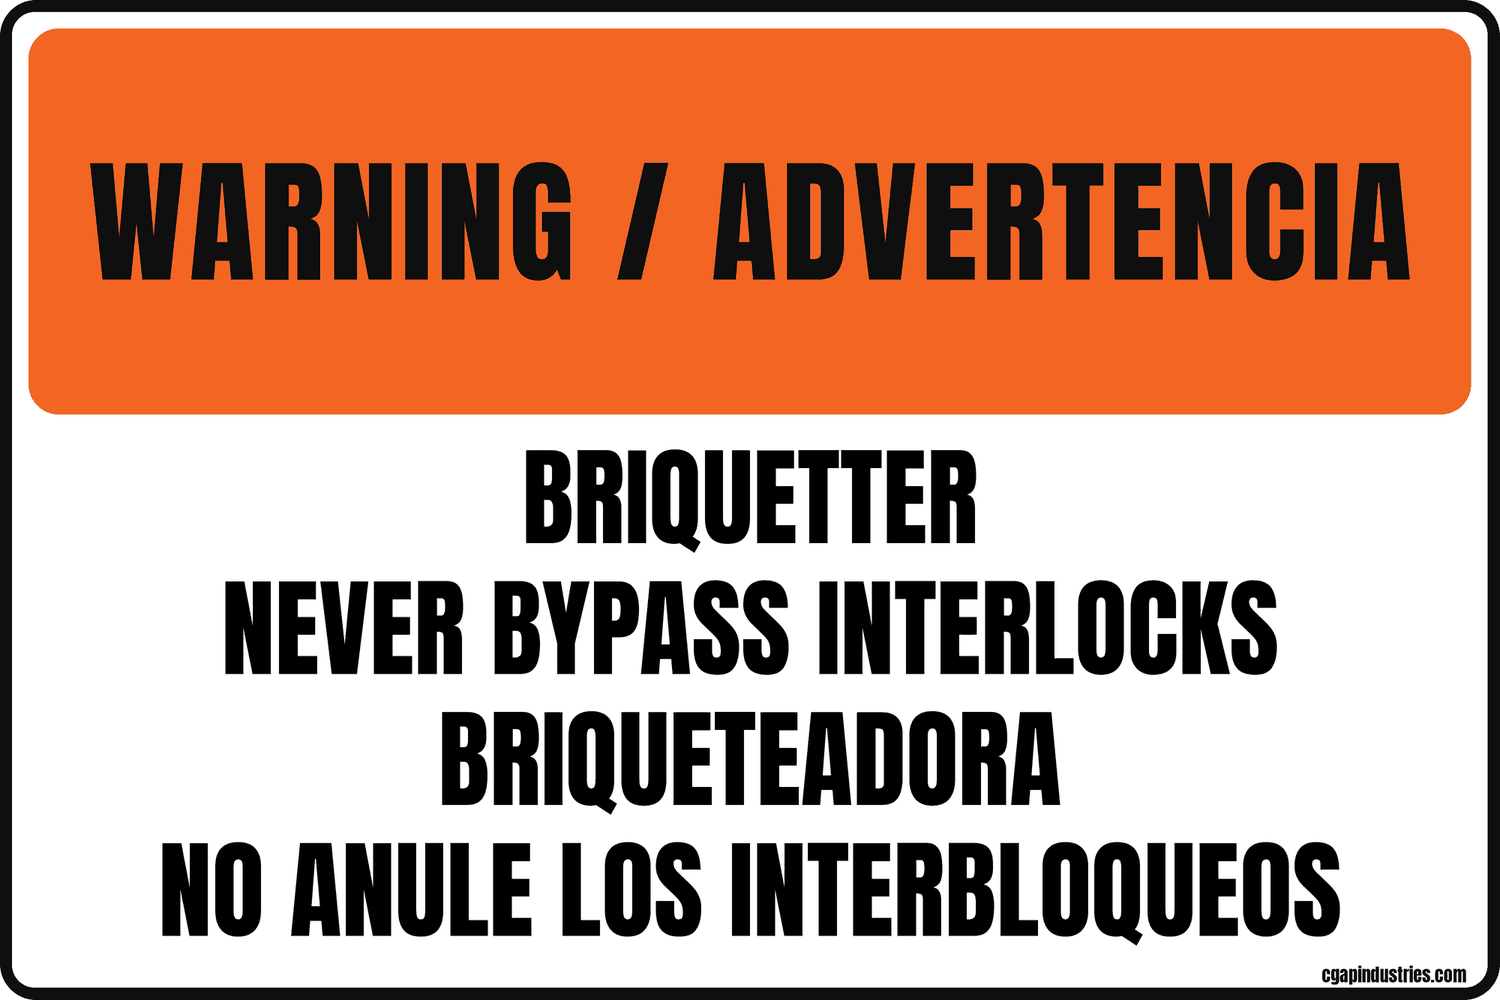 WARNING / ADVERTENCIA
BRIQUETTER
NEVER BYPASS INTERLOCKS
BRIQUETEADORA
NO ANULE LOS INTERBLOQUEOS
cgapindustries.com